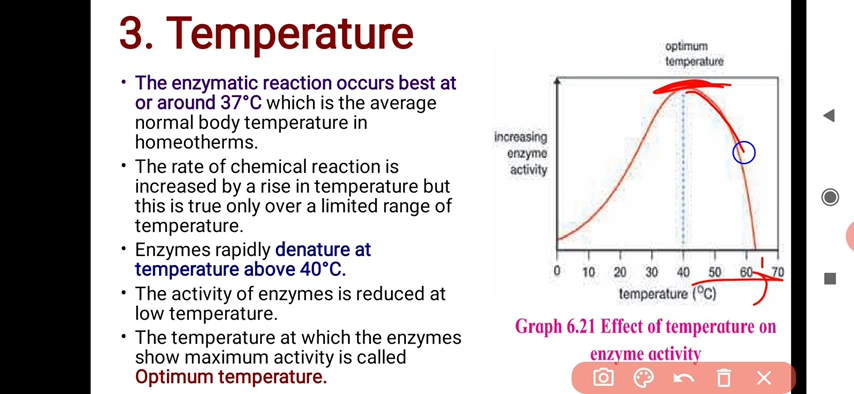 3. Temperature
• The enzymatic reaction occurs best at
or around 37°C which is the average
normal body temperature in
homeotherms.
• The rate of chemical reaction is
increased by a rise in temperature but
this is true only over a limited range of
temperature.
• Enzymes rapidly denature at
temperature above 40°C.
• The activity of enzymes is reduced at
low temperature.
• The temperature at which the enzymes
show maximum activity is called
Optimum temperature.
optimum
temperature
increasing
enzyme
activity
0 10 20 30 40 50 60 70
temperature (°C)
Graph 6.21 Effect of temperature on
enzyme activity